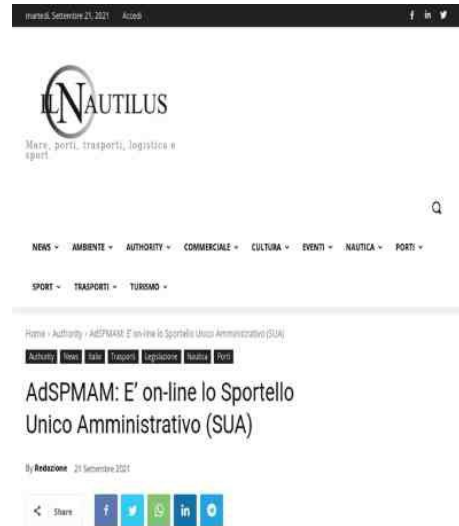 martedì, Settembre 21, 2021 Accedi
IL NAUTILUS
Mare, porti, trasporti, logistica e
sport
NEWS AMBIENTE AUTHORITY COMMERCIALE CULTURA EVENTI NAUTICA PORTI
SPORT TRASPORTI TURISMO
Home › Authority › AdSPMAM: E' on-line lo Sportello Unico Amministrativo (SUA)
Authority News Italie Trasporti Legislazione Nautica Porti
AdSPMAM: E' on-line lo Sportello
Unico Amministrativo (SUA)
By Redazione 21 Settembre 2021
Share